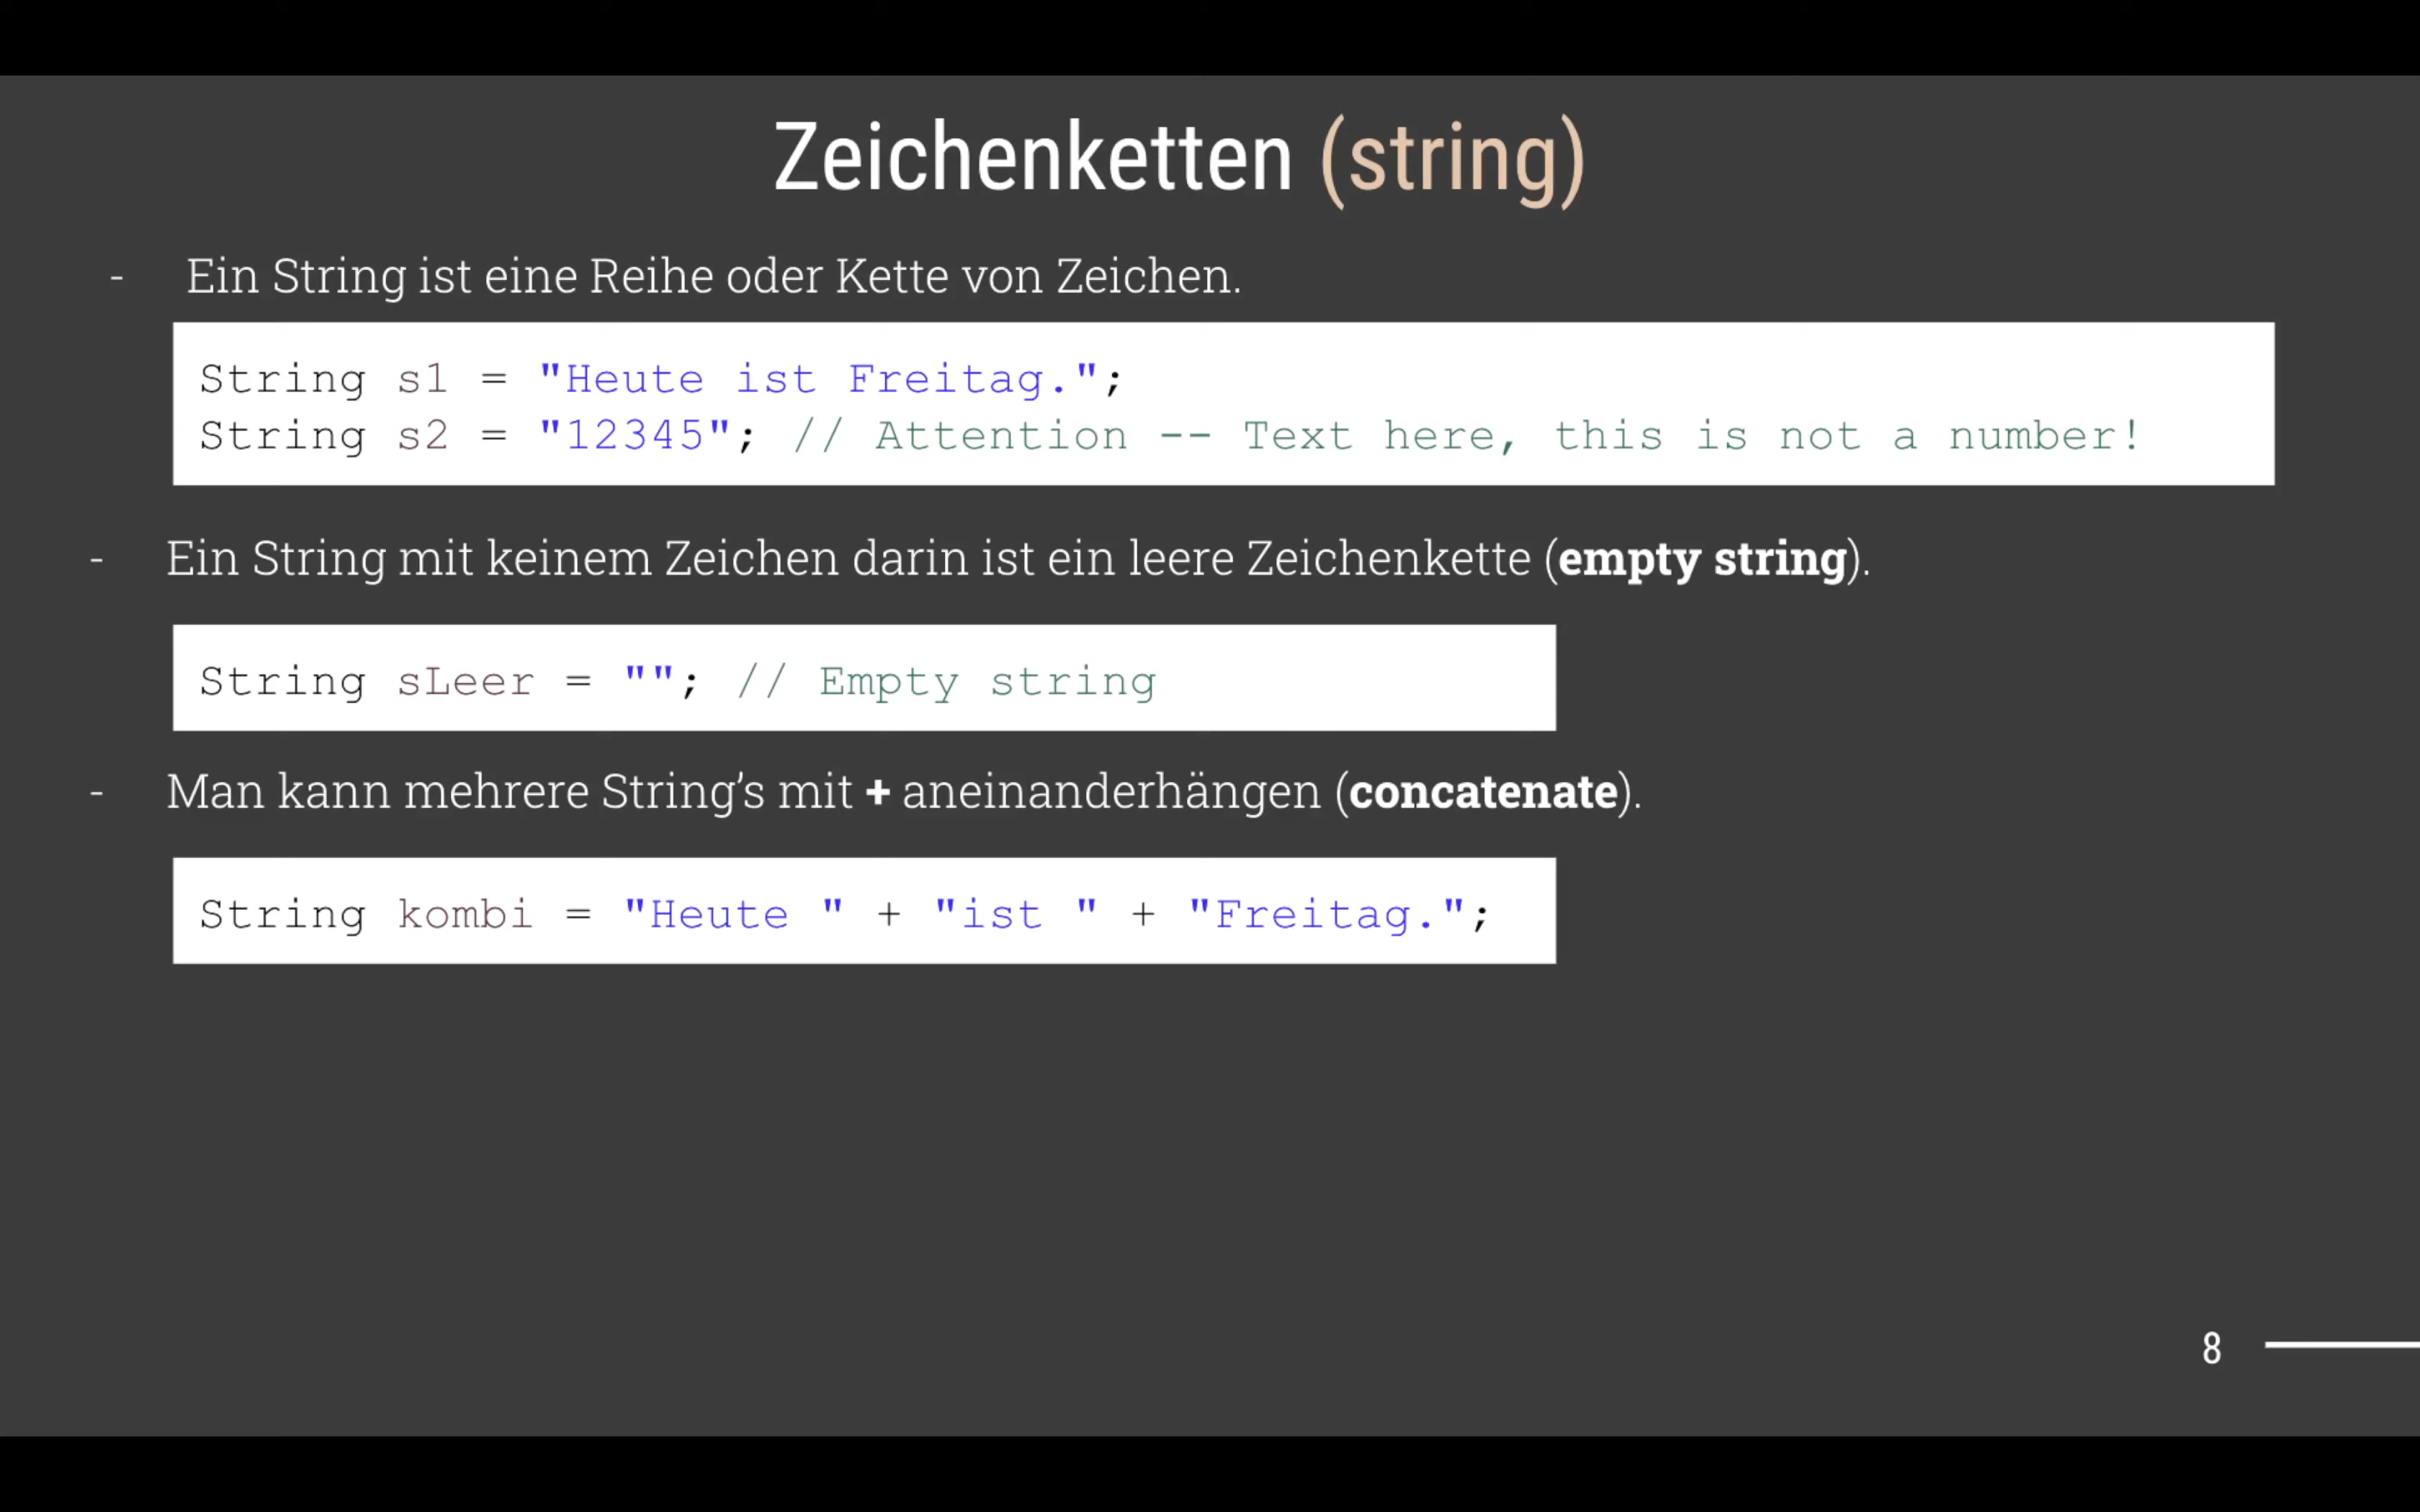 Zeichenketten (string)
- Ein String ist eine Reihe oder Kette von Zeichen.
String s1 = "Heute ist Freitag.";
String s2 = "12345"; // Attention -- Text here, this is not a number!
- Ein String mit keinem Zeichen darin ist ein leere Zeichenkette (empty string).
String sLeer = ""; // Empty string
- Man kann mehrere String’s mit + aneinanderhängen (concatenate).
String kombi = "Heute " + "ist " + "Freitag.";
8